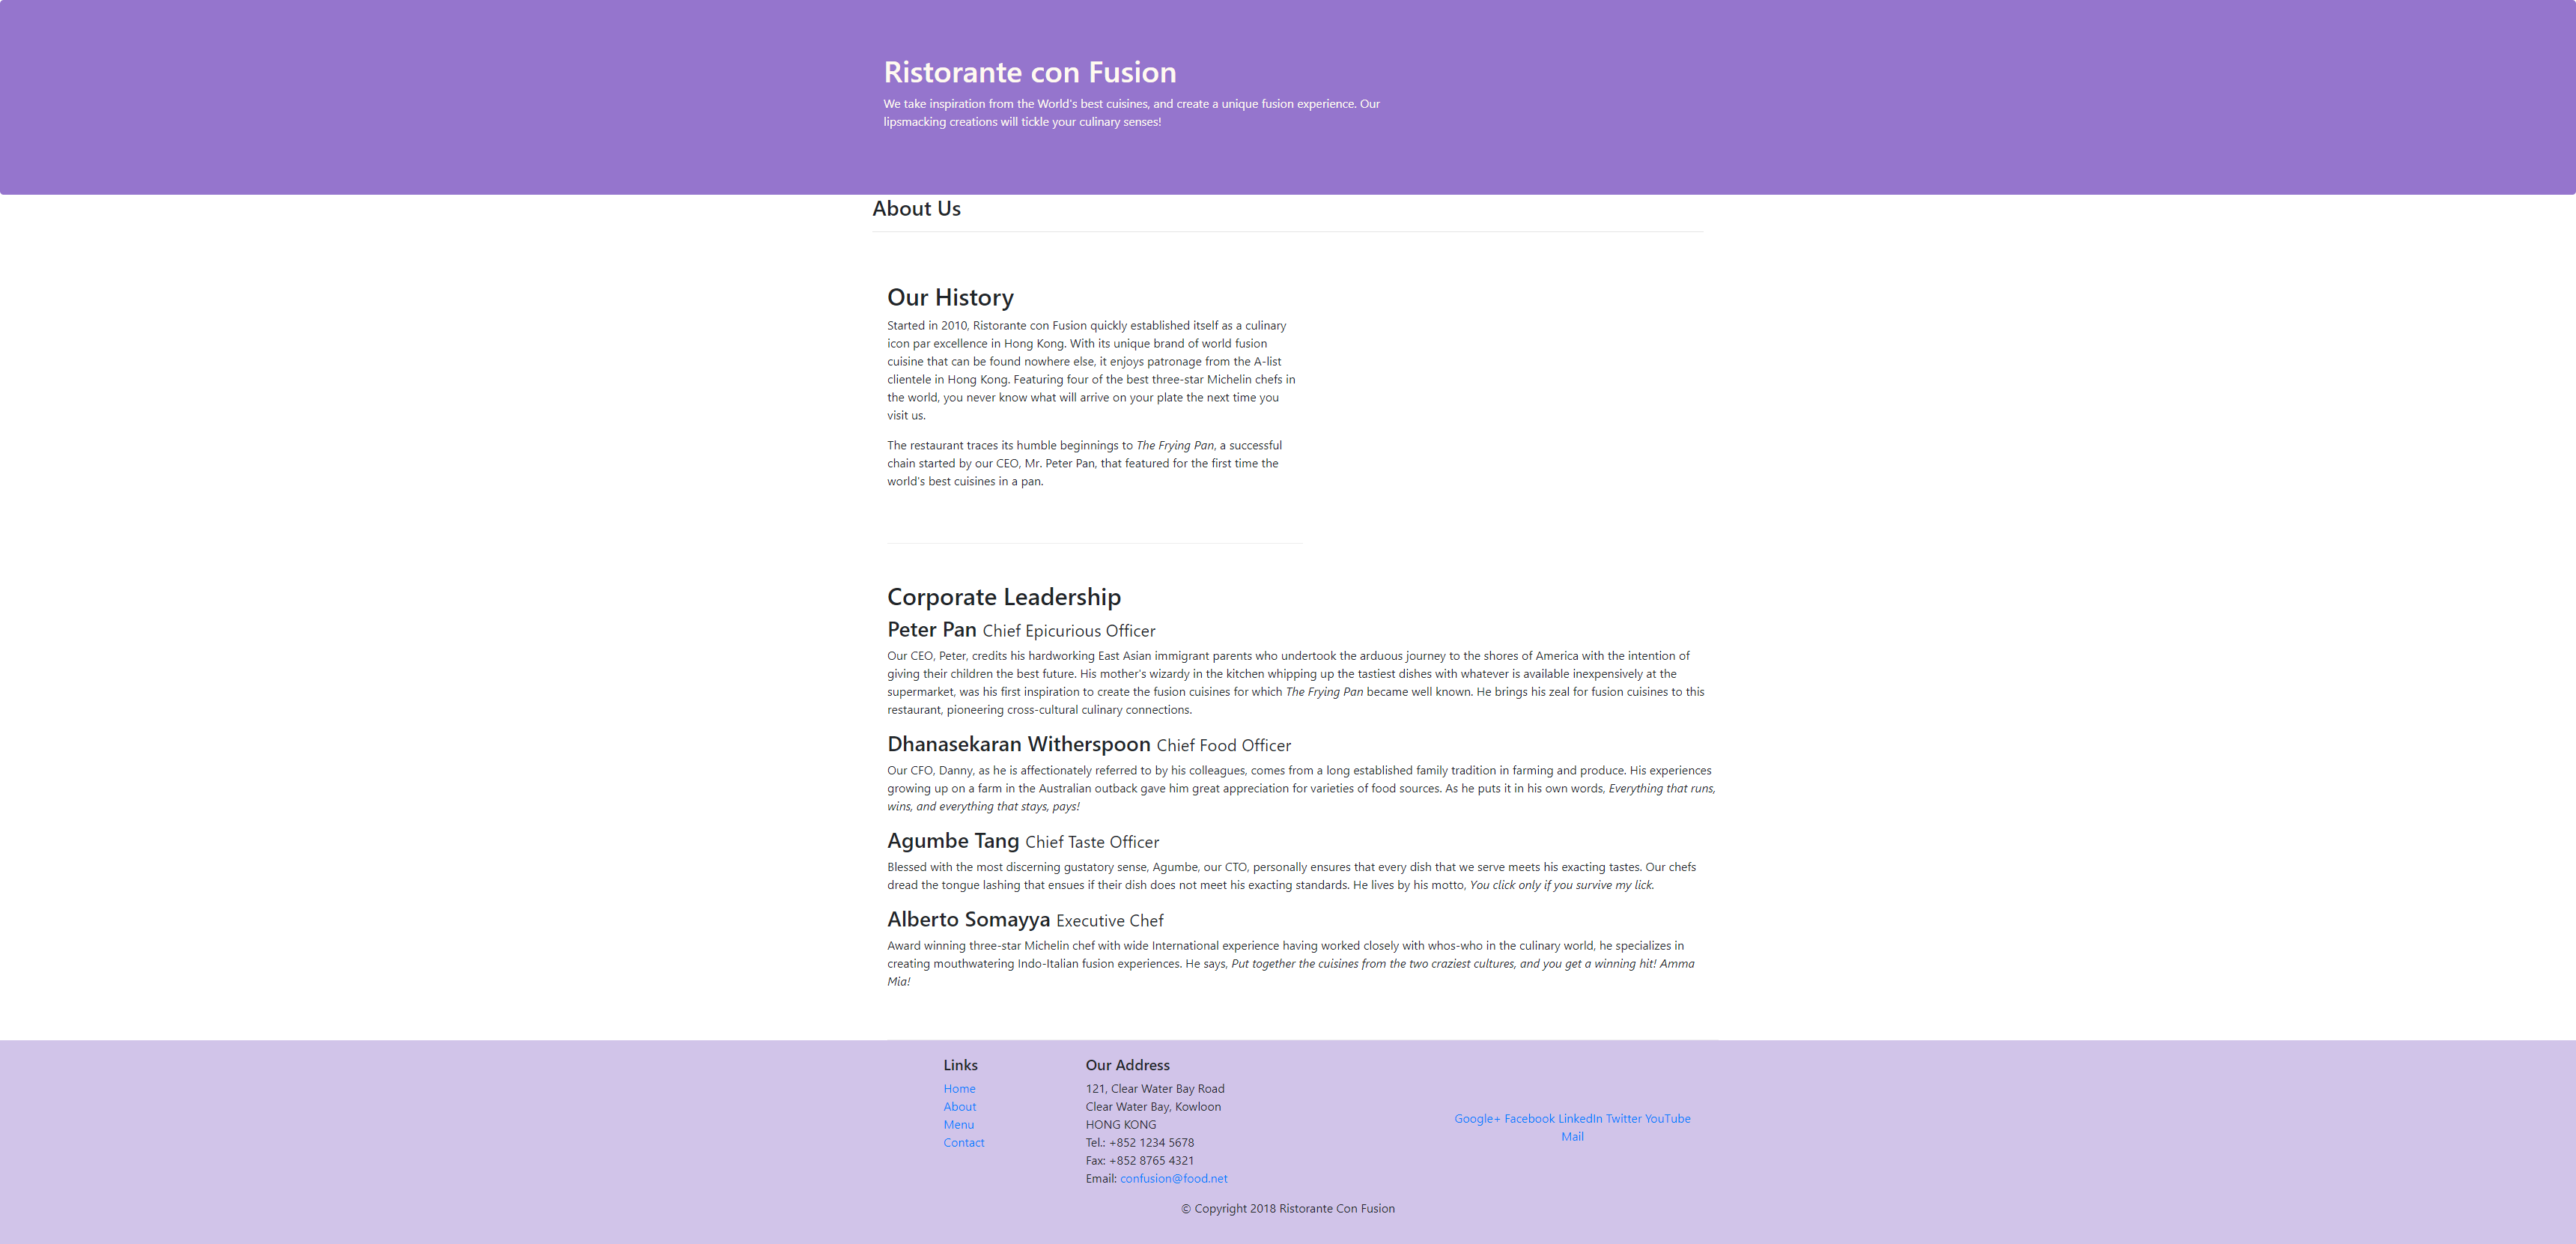 Ristorante con Fusion
We take inspiration from the World's best cuisines, and create a unique fusion experience. Our
lipsmacking creations will tickle your culinary senses!
About Us
Our History
Started in 2010, Ristorante con Fusion quickly established itself as a culinary
icon par excellence in Hong Kong. With its unique brand of world fusion
cuisine that can be found nowhere else, it enjoys patronage from the A-list
clientele in Hong Kong. Featuring four of the best three-star Michelin chefs in
the world, you never know what will arrive on your plate the next time you
visit us.
The restaurant traces its humble beginnings to The Frying Pan, a successful
chain started by our CEO, Mr. Peter Pan, that featured for the first time the
world's best cuisines in a pan.
Corporate Leadership
Peter Pan Chief Epicurious Officer
Our CEO, Peter, credits his hardworking East Asian immigrant parents who undertook the arduous journey to the shores of America with the intention of
giving their children the best future. His mother's wizardy in the kitchen whipping up the tastiest dishes with whatever is available inexpensively at the
supermarket, was his first inspiration to create the fusion cuisines for which The Frying Pan became well known. He brings his zeal for fusion cuisines to this
restaurant, pioneering cross-cultural culinary connections.
Dhanasekaran Witherspoon Chief Food Officer
Our CFO, Danny, as he is affectionately referred to by his colleagues, comes from a long established family tradition in farming and produce. His experiences
growing up on a farm in the Australian outback gave him great appreciation for varieties of food sources. As he puts it in his own words, Everything that runs,
wins, and everything that stays, pays!
Agumbe Tang Chief Taste Officer
Blessed with the most discerning gustatory sense, Agumbe, our CTO, personally ensures that every dish that we serve meets his exacting tastes. Our chefs
dread the tongue lashing that ensues if their dish does not meet his exacting standards. He lives by his motto, You click only if you survive my lick.
Alberto Somayya Executive Chef
Award winning three-star Michelin chef with wide International experience having worked closely with whos-who in the culinary world, he specializes in
creating mouthwatering Indo-Italian fusion experiences. He says, Put together the cuisines from the two craziest cultures, and you get a winning hit! Amma
Mia!
Links
Home
About
Menu
Contact
Our Address
121, Clear Water Bay Road
Clear Water Bay, Kowloon
HONG KONG
Tel.: +852 1234 5678
Fax: +852 8765 4321
Email: confusion@food.net
Google+ Facebook LinkedIn Twitter YouTube
Mail
© Copyright 2018 Ristorante Con Fusion